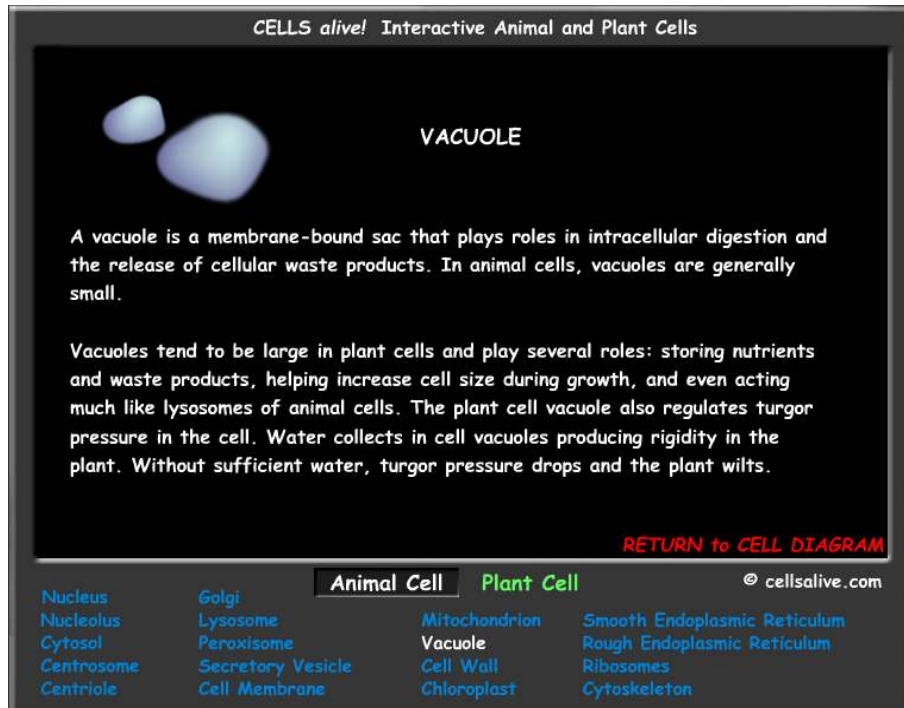 CELLS alive! Interactive Animal and Plant Cells
VACUOLE
A vacuole is a membrane-bound sac that plays roles in intracellular digestion and
the release of cellular waste products. In animal cells, vacuoles are generally
small.
Vacuoles tend to be large in plant cells and play several roles: storing nutrients
and waste products, helping increase cell size during growth, and even acting
much like lysosomes of animal cells. The plant cell vacuole also regulates turgor
pressure in the cell. Water collects in cell vacuoles producing rigidity in the
plant. Without sufficient water, turgor pressure drops and the plant wilts.
RETURN to CELL DIAGRAM
Animal Cell Plant Cell © cellsalive.com
Nucleus Golgi
Nucleolus Lysosome Mitochondrion Smooth Endoplasmic Reticulum
Cytosol Peroxisome Vacuole Rough Endoplasmic Reticulum
Centrosome Secretory Vesicle Cell Wall Ribosomes
Centriole Cell Membrane Chloroplast Cytoskeleton